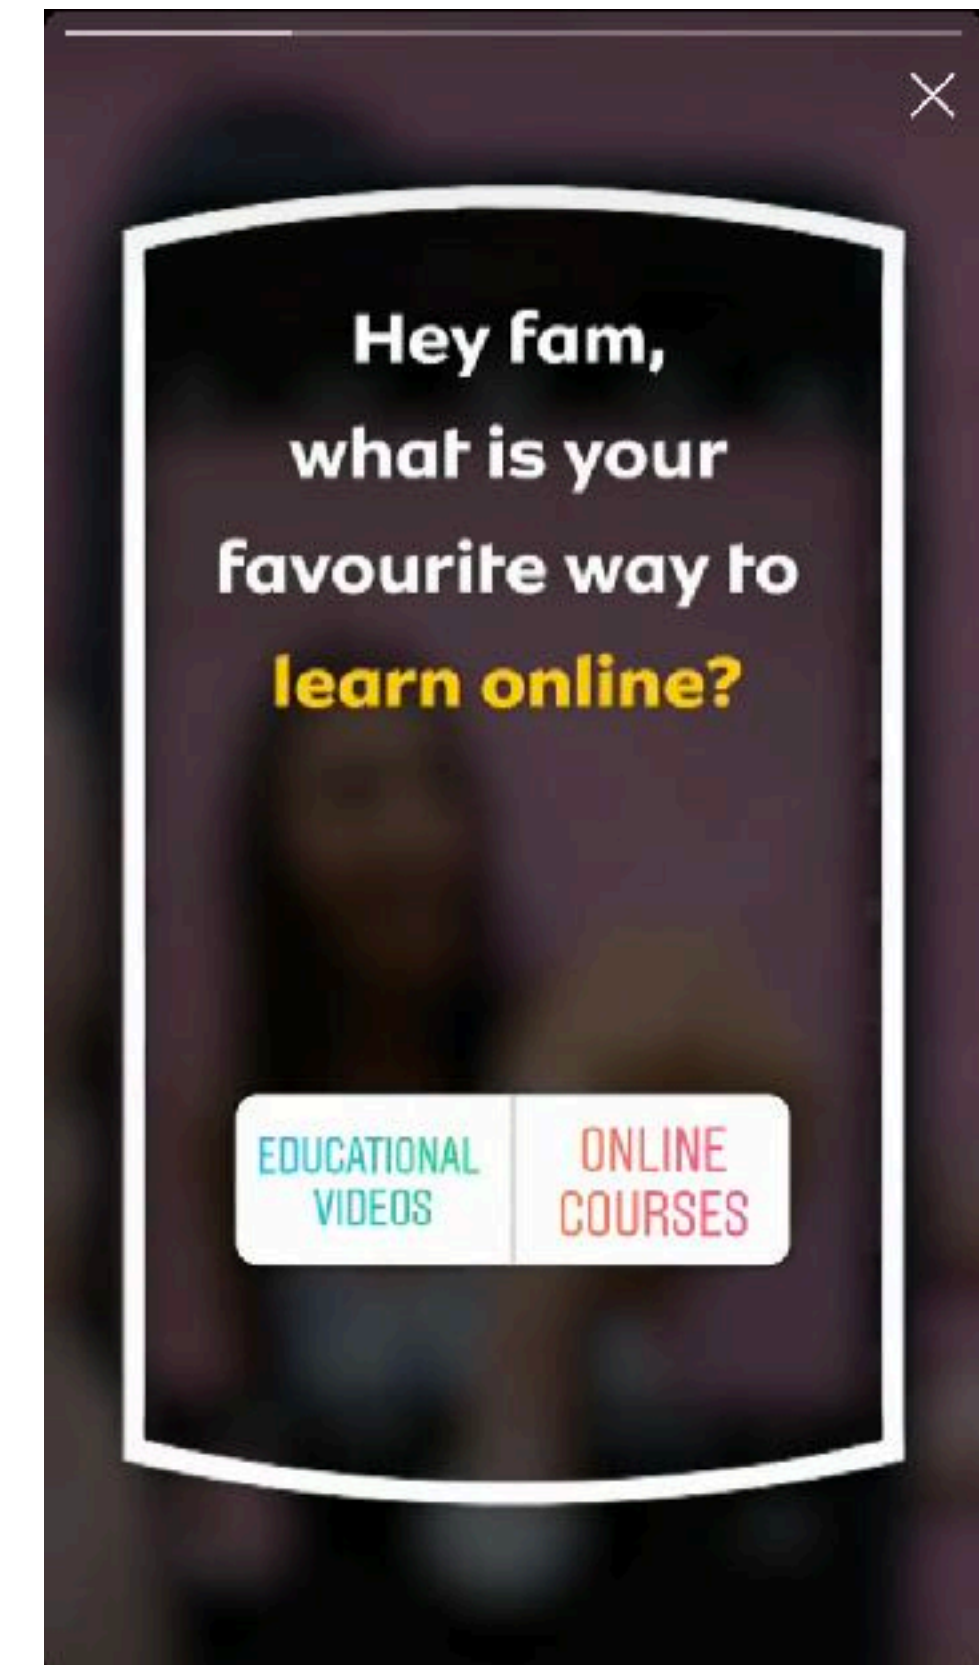 Hey fam,
what is your
favourite way to
learn online?
EDUCATIONAL
VIDEOS
ONLINE
COURSES